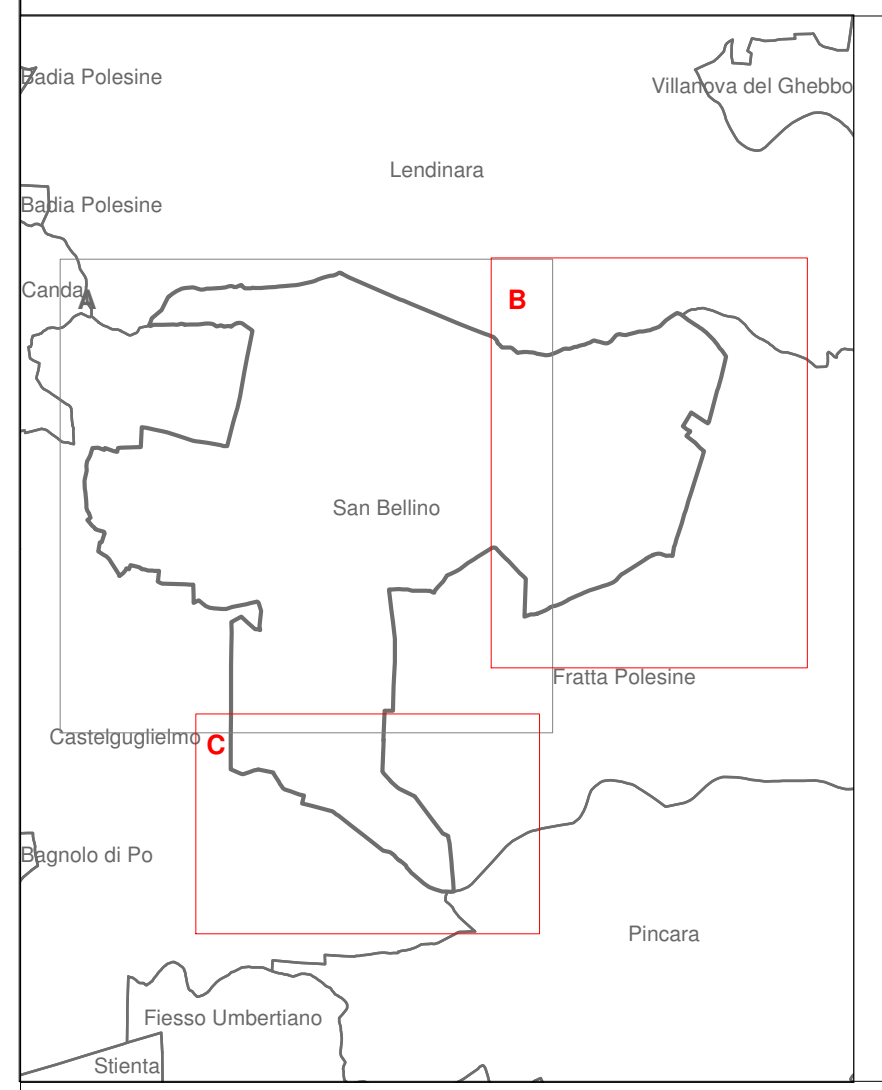 Badia Polesine
Villanova del Ghebbo
Lendinara
Badia Polesine
Canda
A
B
San Bellino
Fratta Polesine
Castelguglielmo
C
Bagnolo di Po
Pincara
Fiesso Umbertiano
Stienta